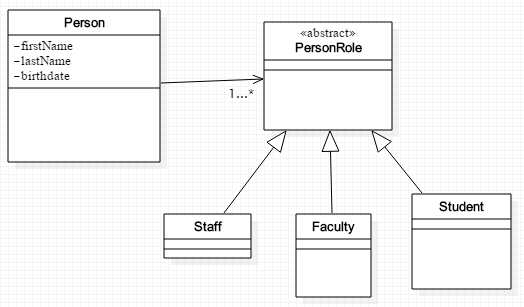 Person
–firstName
–lastName
–birthdate
«abstract»
PersonRole
1...*
Staff
Faculty
Student